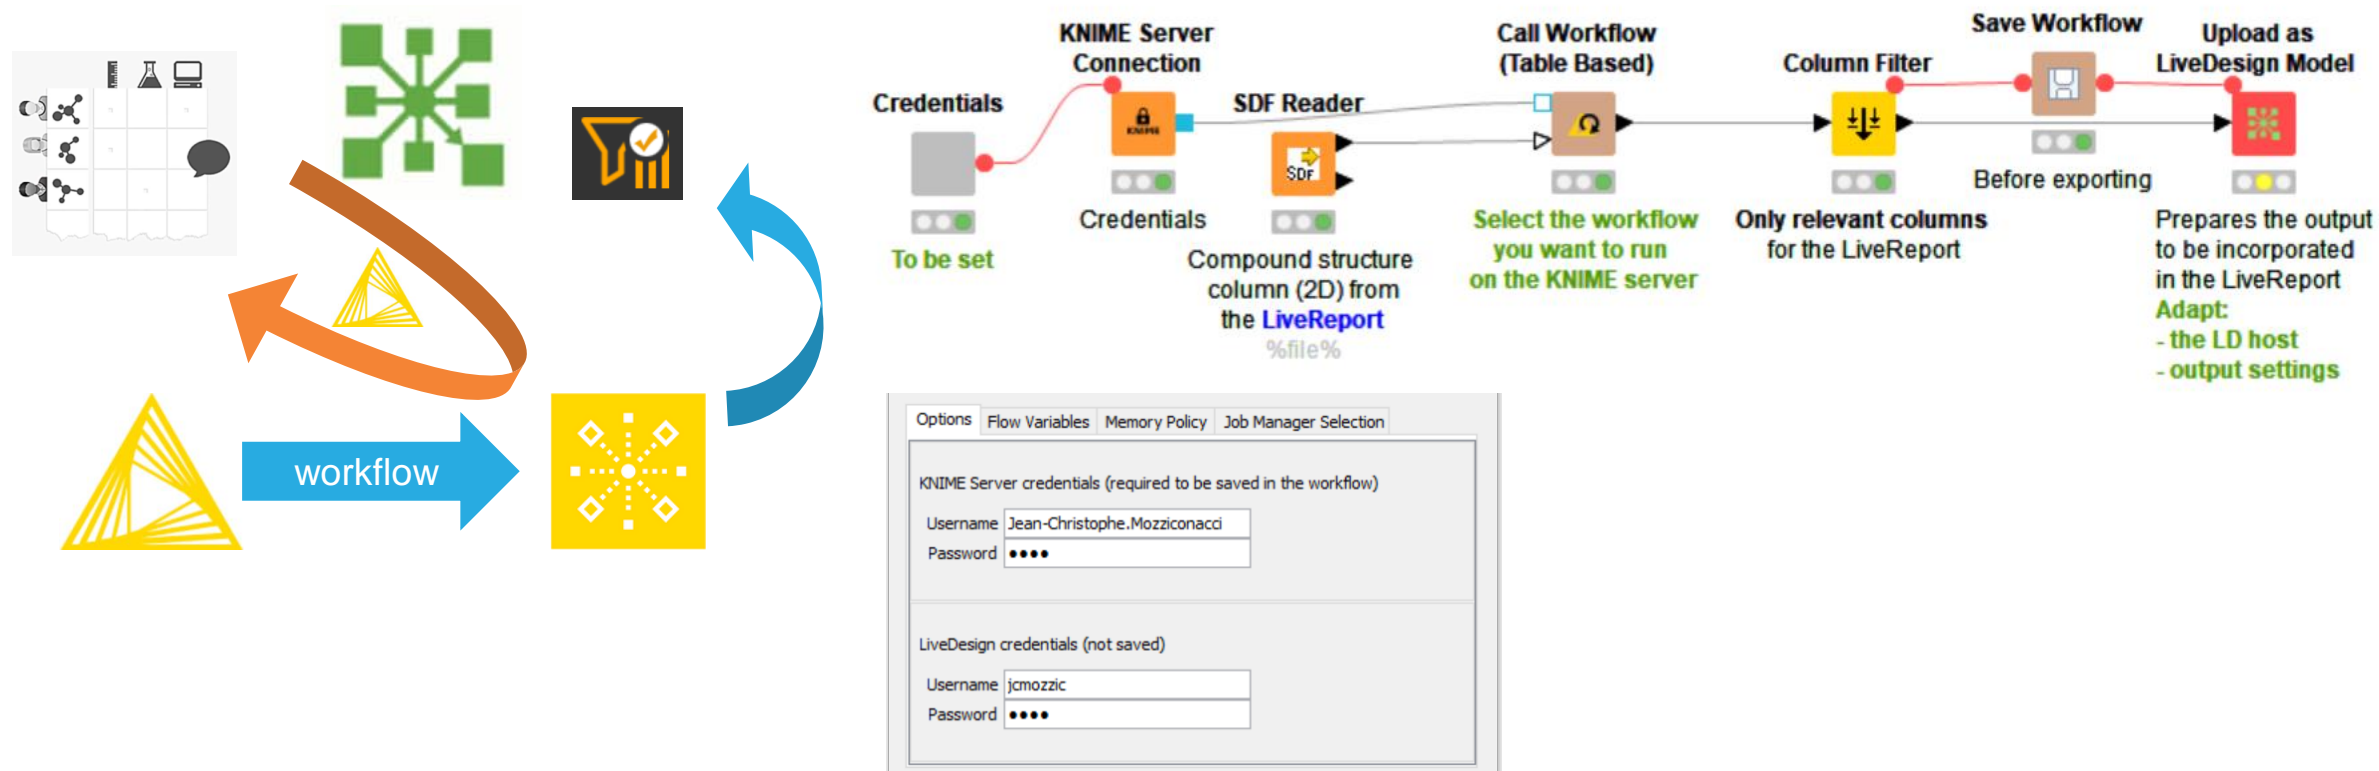 workflow
Credentials
To be set
KNIME Server
Connection
KNIME
Credentials
SDF Reader
SDF
Compound structure
column (2D) from
the LiveReport
%file%
Call Workflow
(Table Based)
Select the workflow
you want to run
on the KNIME server
Column Filter
Only relevant columns
for the LiveReport
Save Workflow
Before exporting
Upload as
LiveDesign Model
Prepares the output
to be incorporated
in the LiveReport
Adapt:
- the LD host
- output settings
Options Flow Variables Memory Policy Job Manager Selection
KNIME Server credentials (required to be saved in the workflow)
Username Jean-Christophe.Mozziconacci
Password ●●●●
LiveDesign credentials (not saved)
Username jcmozzic
Password ●●●●